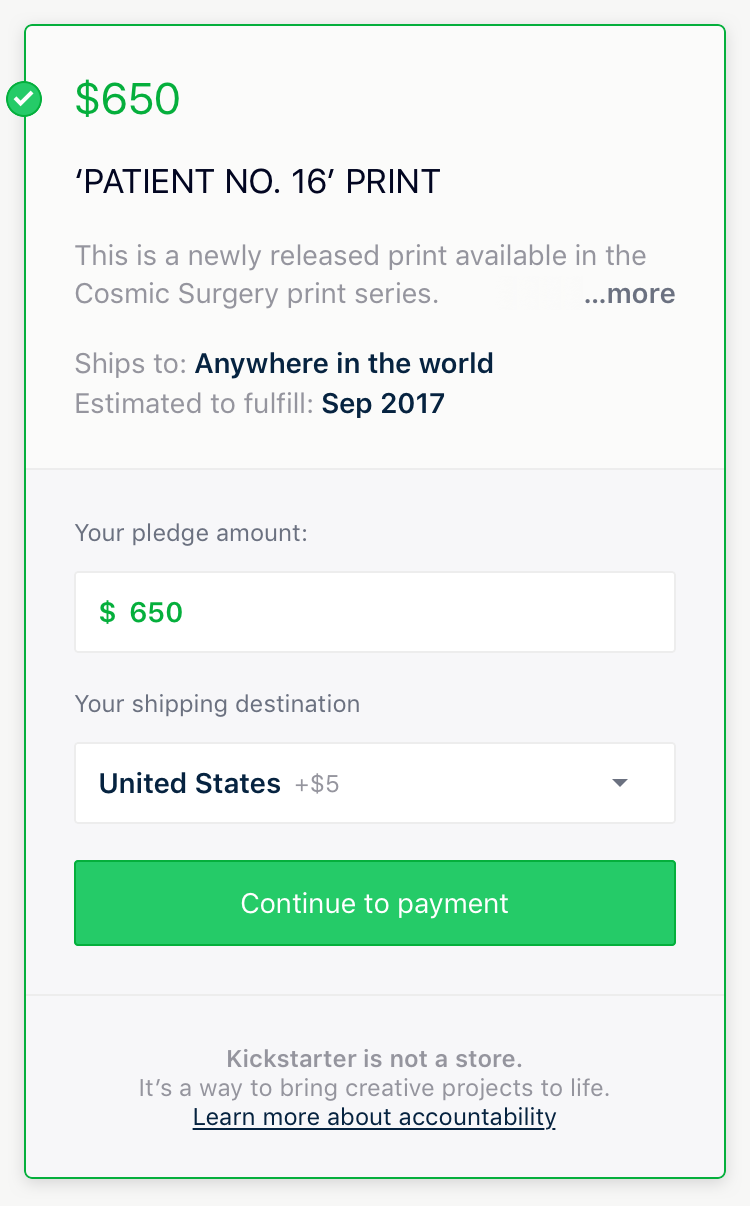 $650
‘PATIENT NO. 16’ PRINT
This is a newly released print available in the
Cosmic Surgery print series. ...more
Ships to: Anywhere in the world
Estimated to fulfill: Sep 2017
Your pledge amount:
$ 650
Your shipping destination
United States +$5
Continue to payment
Kickstarter is not a store.
It’s a way to bring creative projects to life.
Learn more about accountability